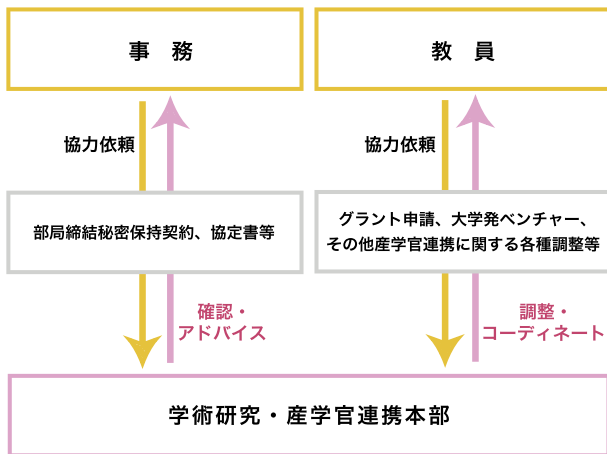 事　務
教　員
協力依頼
協力依頼
部局締結秘密保持契約、協定書等
グラント申請、大学発ベンチャー、
その他産学官連携に関する各種調整等
確認・
アドバイス
調整・
コーディネート
学術研究・産学官連携本部